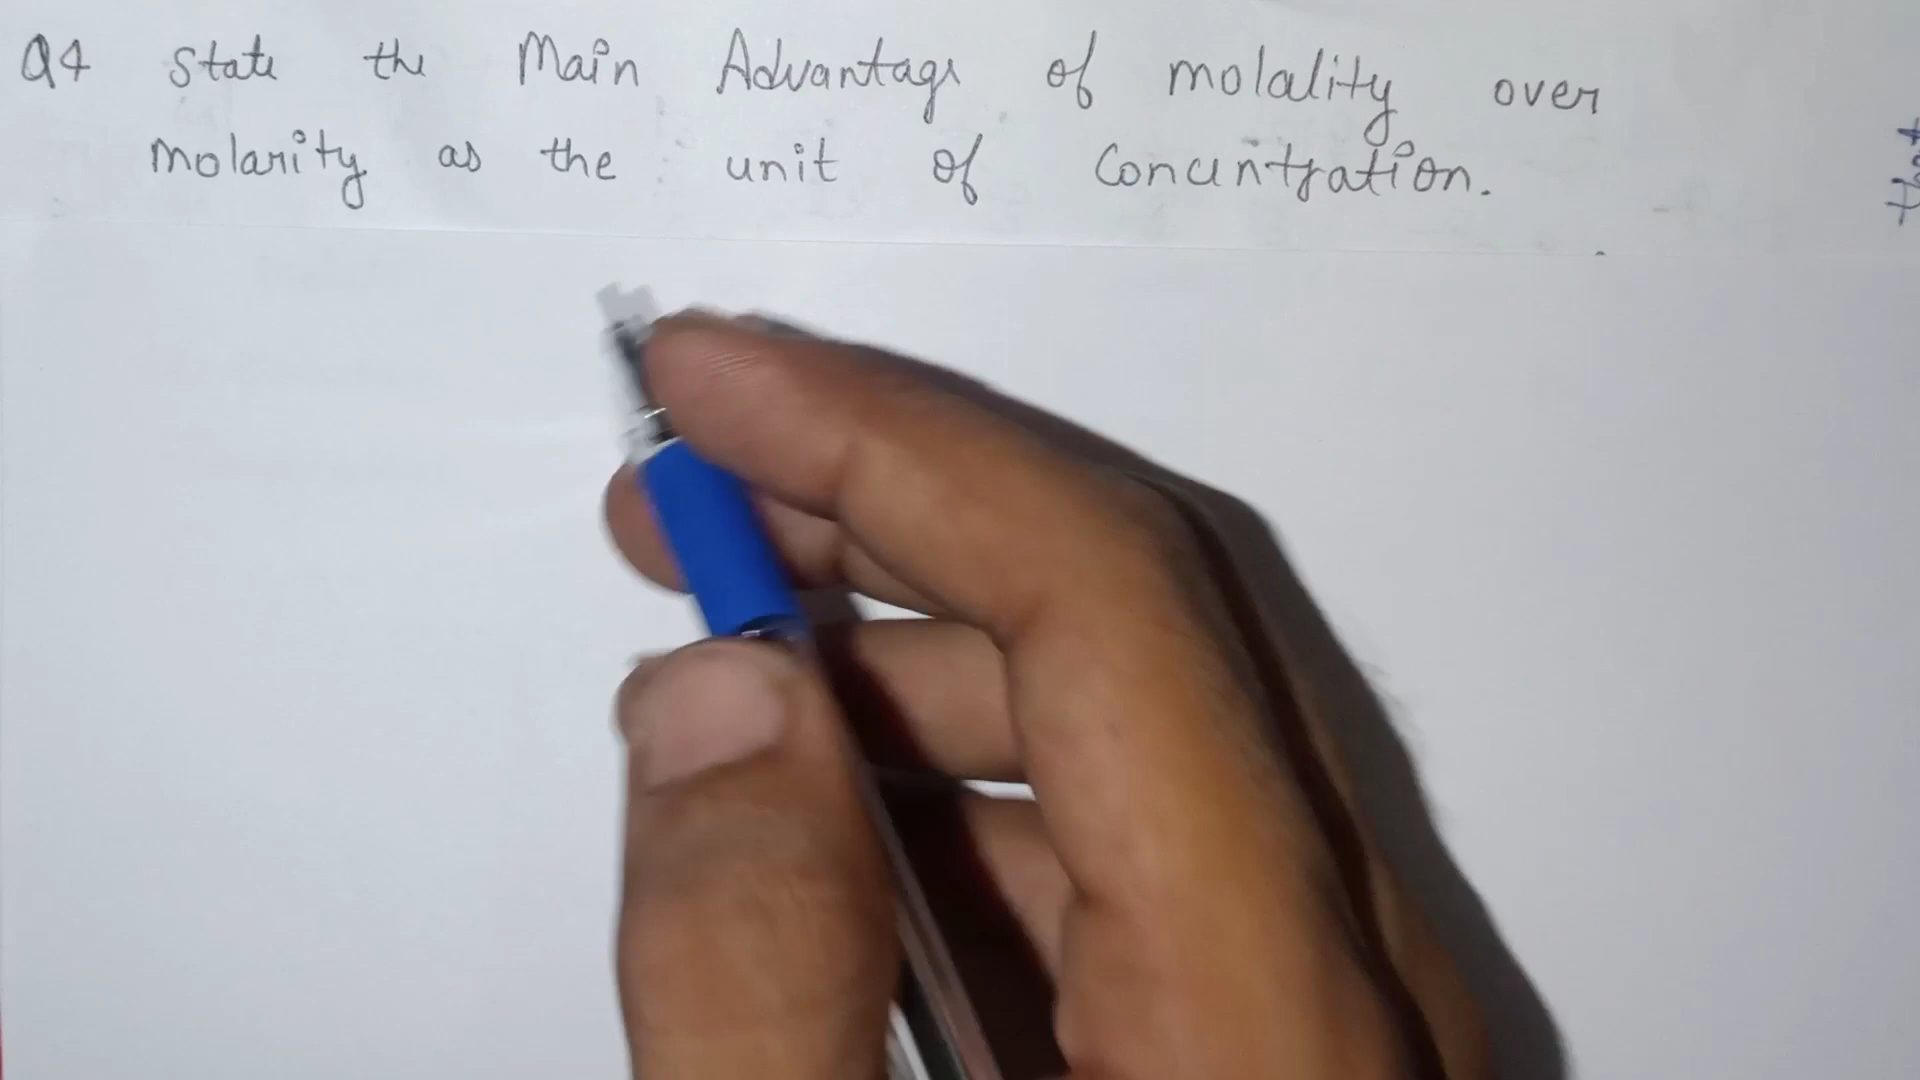 Q4 State the Main Advantage of molality over
molarity as the unit of Concentration.